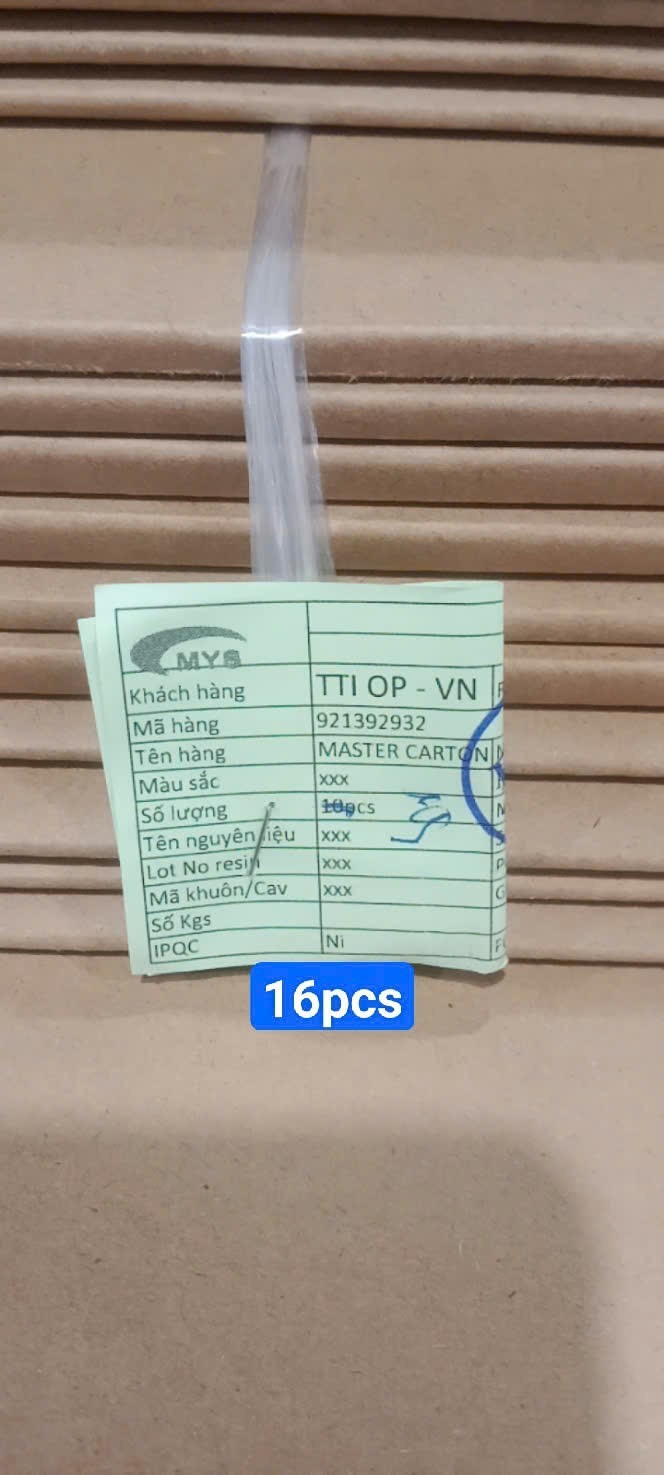 MYS
Khách hàng TTI OP - VN
Mã hàng 921392932
Tên hàng MASTER CARTON
Màu sắc xxx
Số lượng 10pcs
Tên nguyên liệu xxx
Lot No resin xxx
Mã khuôn/Cav xxx
Số Kgs
IPQC Ni
16pcs